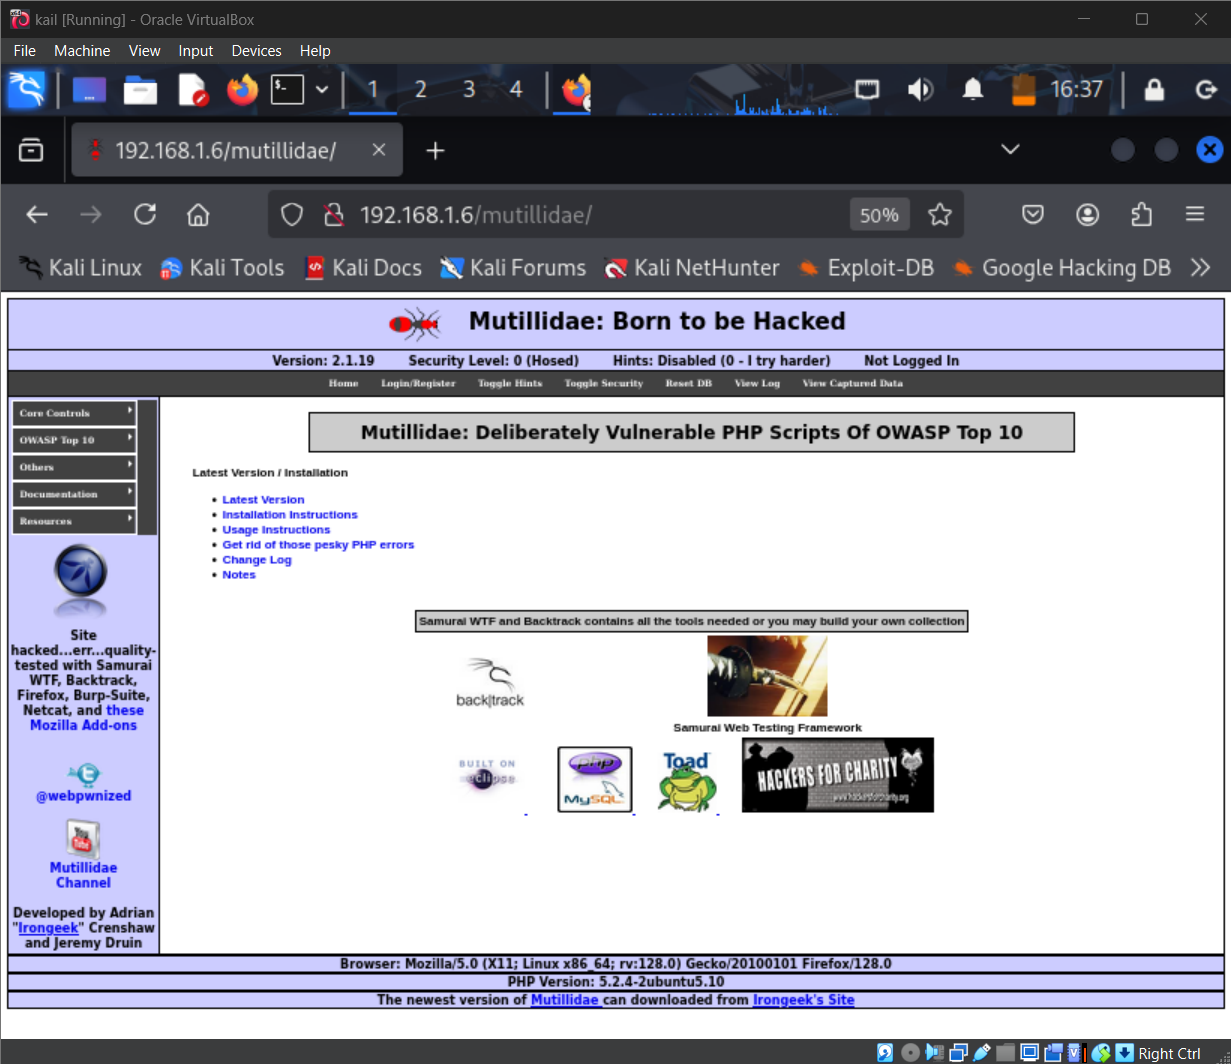 kail [Running] - Oracle VirtualBox
File Machine View Input Devices Help
1 2 3 4 16:37
192.168.1.6/mutillidae/
192.168.1.6/mutillidae/ 50%
Kali Linux Kali Tools Kali Docs Kali Forums Kali NetHunter Exploit-DB Google Hacking DB
Mutillidae: Born to be Hacked
Version: 2.1.19 Security Level: 0 (Hosed) Hints: Disabled (0 - I try harder) Not Logged In
Home Login/Register Toggle Hints Toggle Security Reset DB View Log View Captured Data
Core Controls
OWASP Top 10
Others
Documentation
Resources
Site
hacked...err...quality-
tested with Samurai
WTF, Backtrack,
Firefox, Burp-Suite,
Netcat, and these
Mozilla Add-ons
@webpwnized
You
Tube
Mutillidae
Channel
Developed by Adrian
"Irongeek" Crenshaw
and Jeremy Druin
Mutillidae: Deliberately Vulnerable PHP Scripts Of OWASP Top 10
Latest Version / Installation
• Latest Version
• Installation Instructions
• Usage Instructions
• Get rid of those pesky PHP errors
• Change Log
• Notes
Samurai WTF and Backtrack contains all the tools needed or you may build your own collection
back|track
Samurai Web Testing Framework
BUILT ON
eclipse
php
MySQL
Toad
HACKERS FOR CHARITY
www.hackersforcharity.org
Browser: Mozilla/5.0 (X11; Linux x86_64; rv:128.0) Gecko/20100101 Firefox/128.0
PHP Version: 5.2.4-2ubuntu5.10
The newest version of Mutillidae can downloaded from Irongeek's Site
Right Ctrl